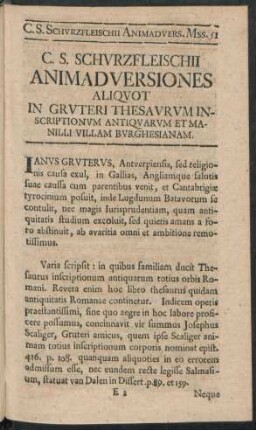 C. S. SCHVRZFLEISCHII ANIMADVERS. MSS. 51
C. S. SCHVRZFLEISCHII
ANIMADVERSIONES
ALIQVOT
IN GRVTERI THESAVRVM IN-
SCRIPTIONVM ANTIQVARVM ET MA-
NILLI VILLAM BVRGHESIANAM.
IANVS GRVTERVS, Antverpiensis, sed religio-
nis causa exul, in Gallias, Angliamque salutis
suae caussa cum parentibus venit, et Cantabrigiae
tyrocinium posuit, inde Lugdunum Batavorum se
contulit, nec magis Iurisprudentiam, quam anti-
quitatis studium excoluit, sed quietis amans a fo-
ro abstinuit, ab avaritia omni et ambitione remo-
tissimus.
Varia scripsit: in quibus familiam ducit The-
saurus inscriptionum antiquarum totius orbis Ro-
mani. Revera enim hoc libro thesaurus quidam
antiquitatis Romanae continetur. Indicem operis
praestantissimi, sine quo aegre in hoc labore profi-
cere possumus, concinnavit vir summus Josephus
Scaliger, Gruteri amicus, quem ipse Scaliger ani-
mam totius inscriptionum corporis nominat epist.
416. p. 108. quanquam aliquoties in eo errorem
admissum esse, nec eundem recte legisse Salmasi-
um, statuat van Dalen in Dissert. p. 89. et 159.
E 2
Neque